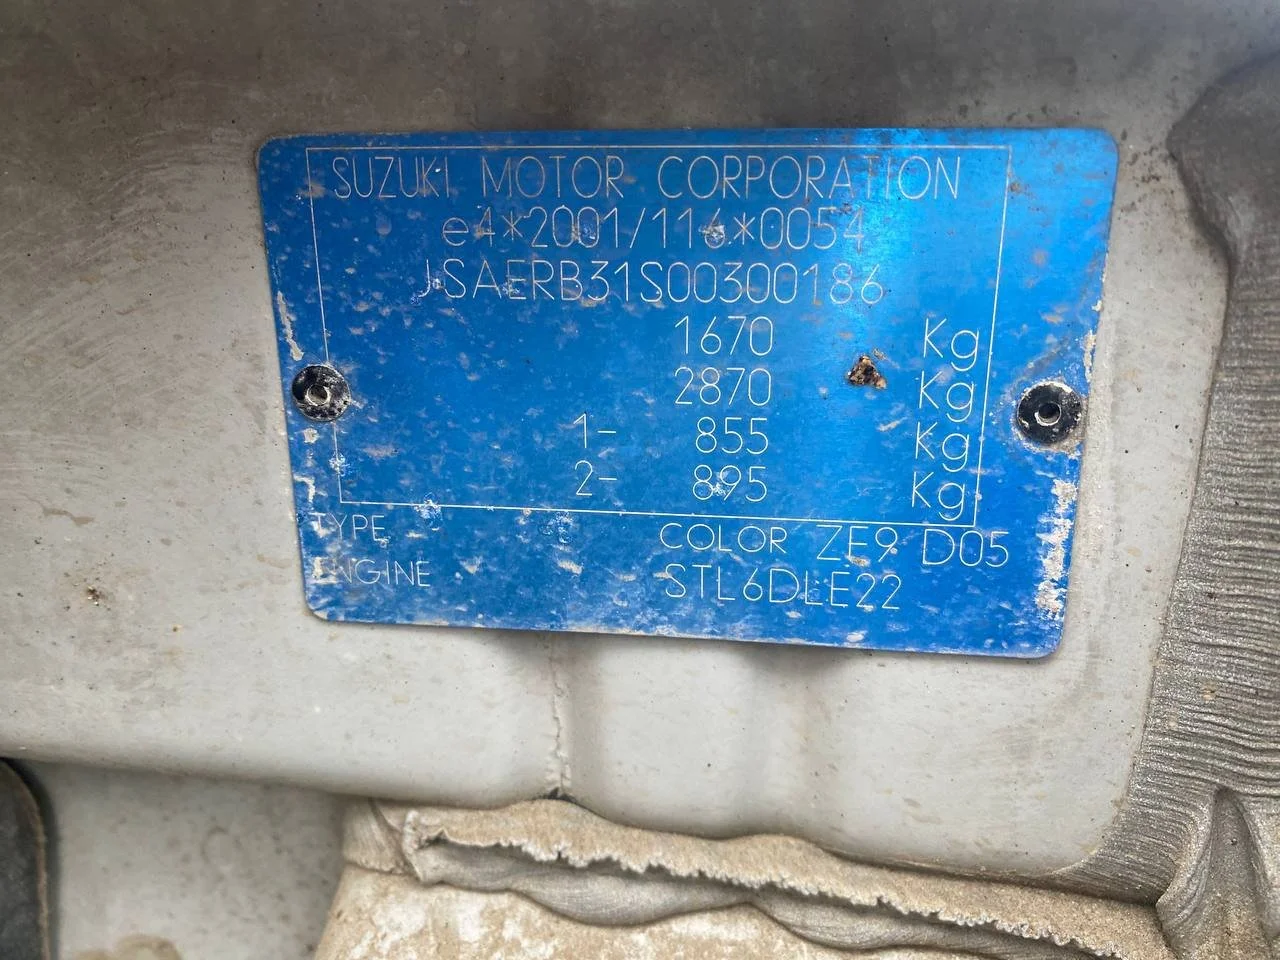 SUZUKI MOTOR CORPORATION
e4*2001/116*0054
JSAERB31S00300186
1670 Kg
2870 Kg
1- 855 Kg
2- 895 Kg
TYPE COLOR ZE9 D05
ENGINE STL6DLE22